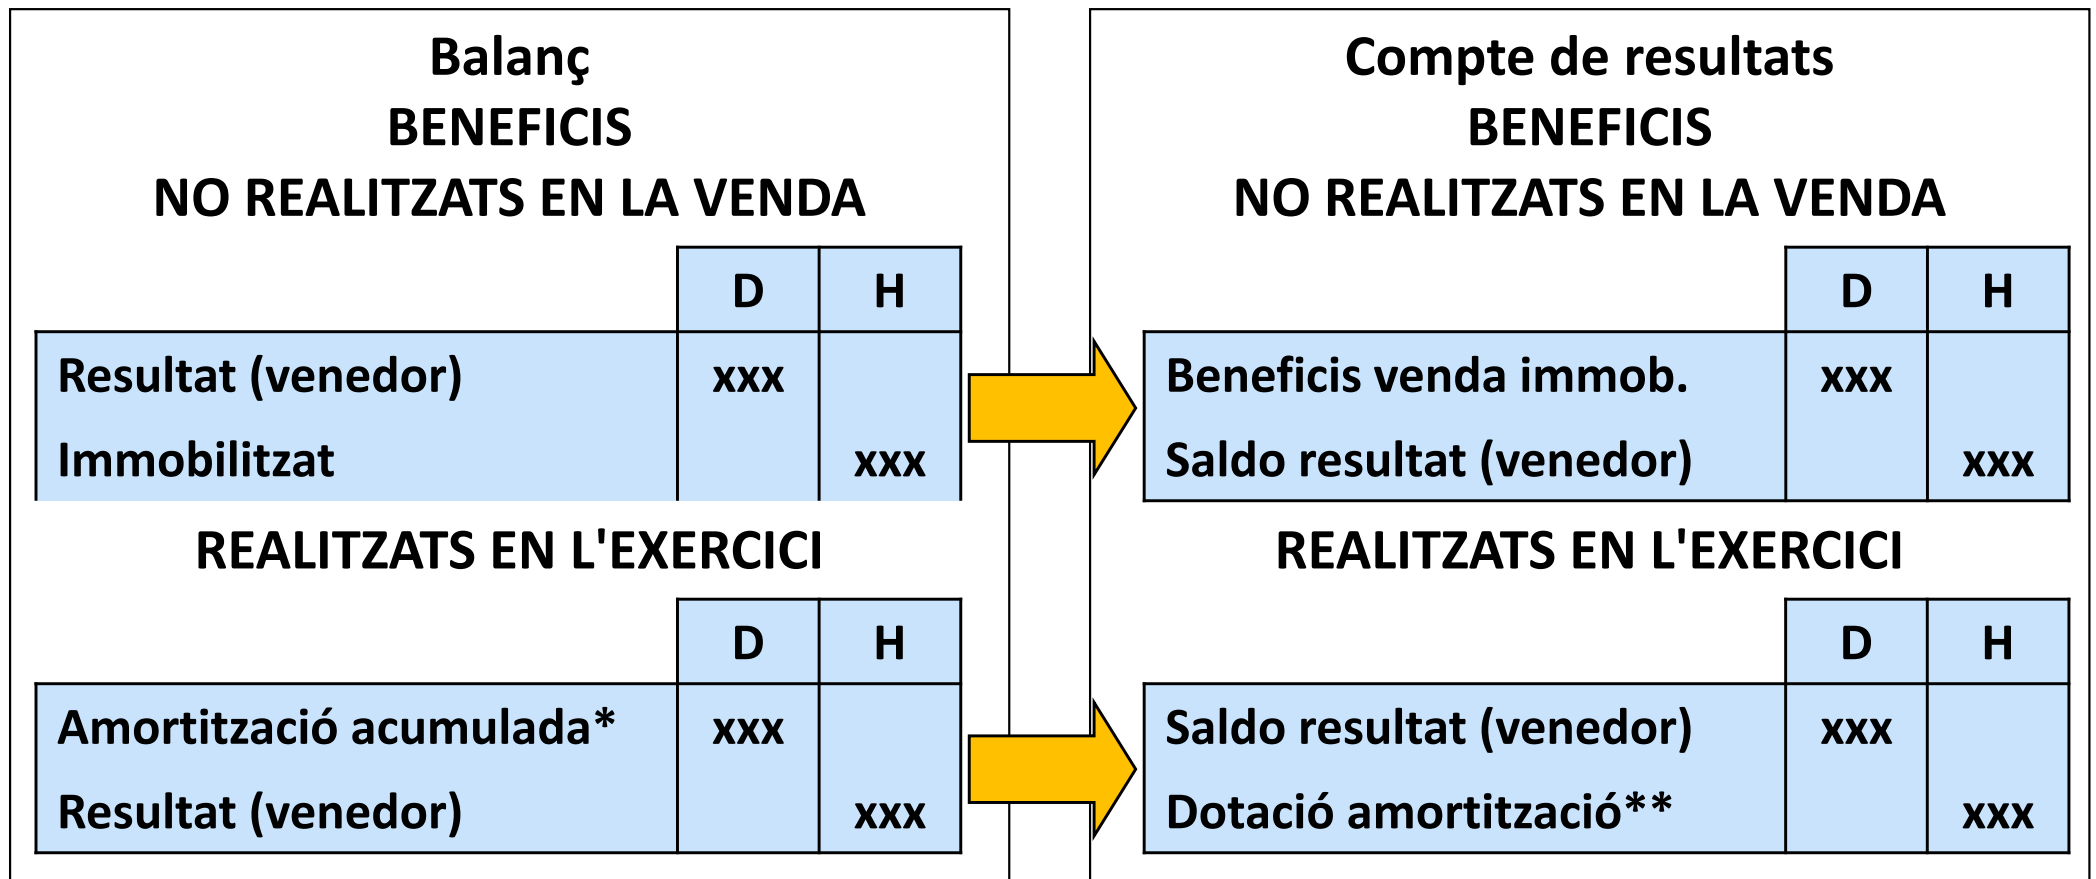 Balanç
BENEFICIS
NO REALITZATS EN LA VENDA
D H
Resultat (venedor) xxx
Immobilitzat xxx
REALITZATS EN L'EXERCICI
D H
Amortització acumulada* xxx
Resultat (venedor) xxx
Compte de resultats
BENEFICIS
NO REALITZATS EN LA VENDA
D H
Beneficis venda immob. xxx
Saldo resultat (venedor) xxx
REALITZATS EN L'EXERCICI
D H
Saldo resultat (venedor) xxx
Dotació amortització** xxx